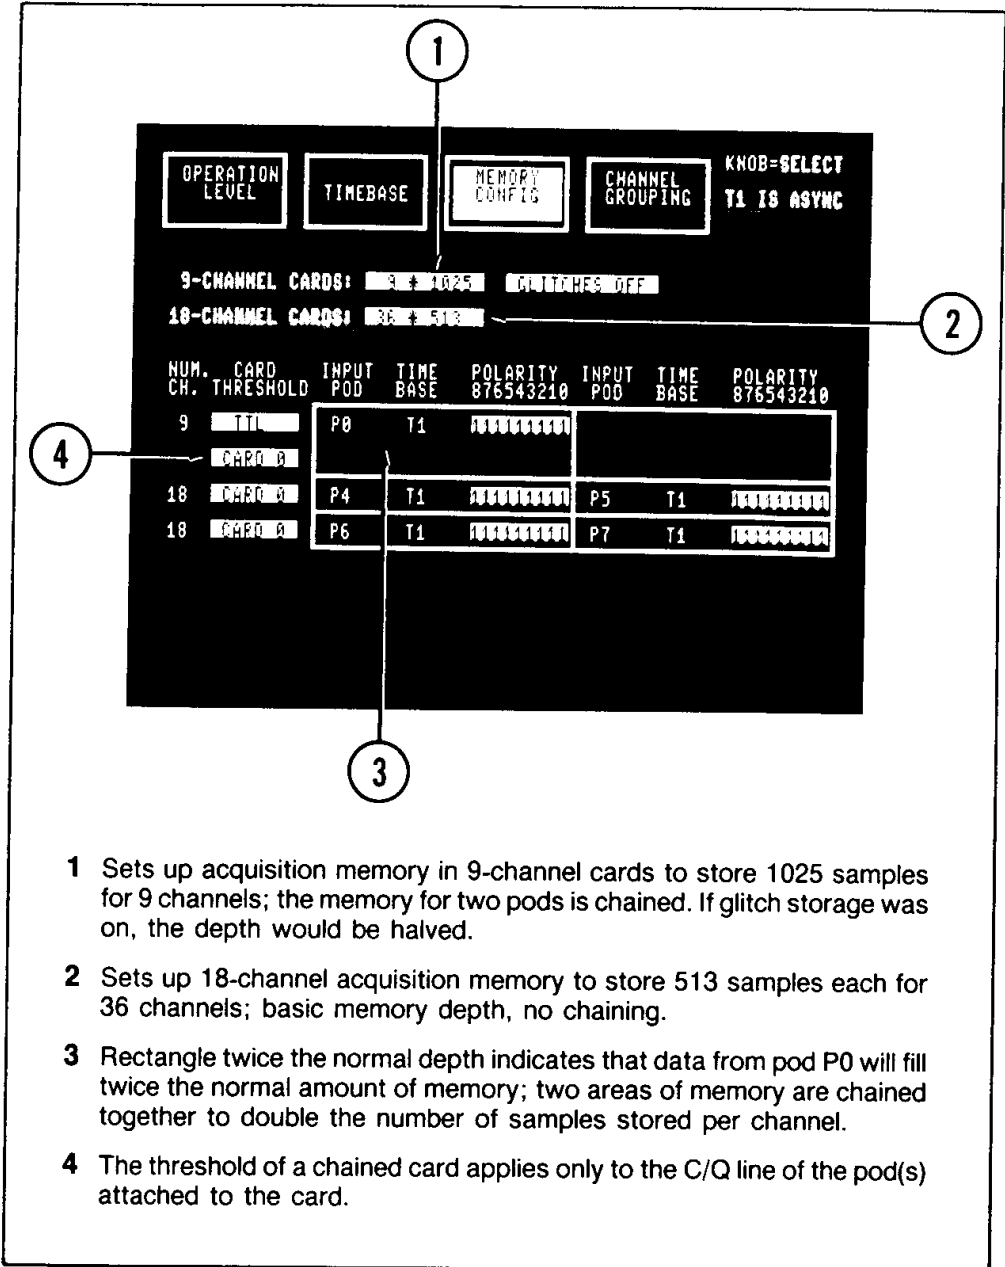 1
OPERATION LEVEL
TIMEBASE
MEMORY CONFIG
CHANNEL GROUPING
KNOB=SELECT
T1 IS ASYNC
9-CHANNEL CARDS: 9 * 1025 GLITCHES OFF
18-CHANNEL CARDS: 36 * 513
2
NUM. CARD INPUT TIME POLARITY INPUT TIME POLARITY
CH. THRESHOLD POD BASE 876543210 POD BASE 876543210
9 TTL P0 T1
4
CARD 0
18 CARD 0 P4 T1 P5 T1
18 CARD 0 P6 T1 P7 T1
3
1 Sets up acquisition memory in 9-channel cards to store 1025 samples
for 9 channels; the memory for two pods is chained. If glitch storage was
on, the depth would be halved.
2 Sets up 18-channel acquisition memory to store 513 samples each for
36 channels; basic memory depth, no chaining.
3 Rectangle twice the normal depth indicates that data from pod P0 will fill
twice the normal amount of memory; two areas of memory are chained
together to double the number of samples stored per channel.
4 The threshold of a chained card applies only to the C/Q line of the pod(s)
attached to the card.